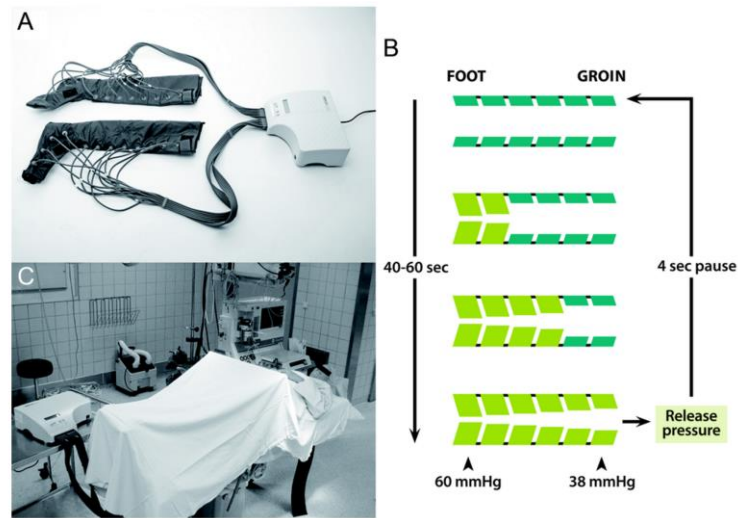 A
B
FOOT GROIN
40-60 sec
4 sec pause
Release
pressure
60 mmHg 38 mmHg
C